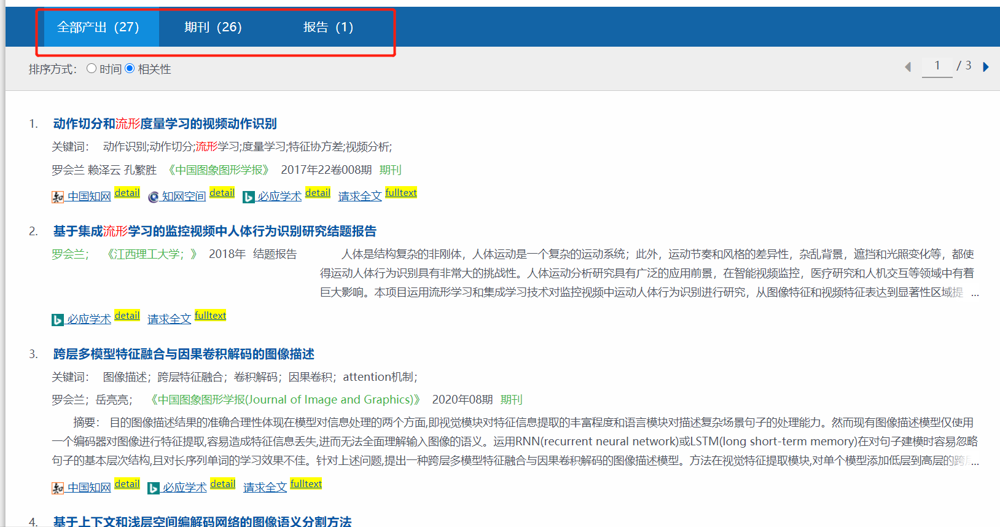 全部产出（27） 期刊（26） 报告（1）
排序方式： 时间 相关性 1 / 3
1. 动作切分和流形度量学习的视频动作识别
关键词： 动作识别;动作切分;流形学习;度量学习;特征协方差;视频分析;
罗会兰 赖泽云 孔繁胜 《中国图象图形学报》 2017年22卷008期 期刊
中国知网 detail 知网空间 detail 必应学术 detail 请求全文 fulltext
2. 基于集成流形学习的监控视频中人体行为识别研究结题报告
罗会兰； 《江西理工大学；》 2018年 结题报告 人体是结构复杂的非刚体，人体运动是一个复杂的运动系统；此外，运动节奏和风格的差异性，杂乱背景，遮挡和光照变化等，都使
得运动人体行为识别具有非常大的挑战性。人体运动分析研究具有广泛的应用前景，在智能视频监控，医疗研究和人机交互等领域中有着
巨大影响。本项目运用流形学习和集成学习技术对监控视频中运动人体行为识别进行研究，从图像特征和视频特征表达到显著性区域提 ...
必应学术 detail 请求全文 fulltext
3. 跨层多模型特征融合与因果卷积解码的图像描述
关键词： 图像描述；跨层特征融合；卷积解码；因果卷积；attention机制；
罗会兰；岳亮亮； 《中国图象图形学报(Journal of Image and Graphics)》 2020年08期 期刊
摘要： 目的图像描述结果的准确合理性体现在模型对信息处理的两个方面,即视觉模块对特征信息提取的丰富程度和语言模块对描述复杂场景句子的处理能力。然而现有图像描述模型仅使用
一个编码器对图像进行特征提取,容易造成特征信息丢失,进而无法全面理解输入图像的语义。运用RNN(recurrent neural network)或LSTM(long short-term memory)在对句子建模时容易忽略
句子的基本层次结构,且对长序列单词的学习效果不佳。针对上述问题,提出一种跨层多模型特征融合与因果卷积解码的图像描述模型。方法在视觉特征提取模块,对单个模型添加低层到高层的跨层...
中国知网 detail 必应学术 detail 请求全文 fulltext
4. 基于上下文和浅层空间编解码网络的图像语义分割方法